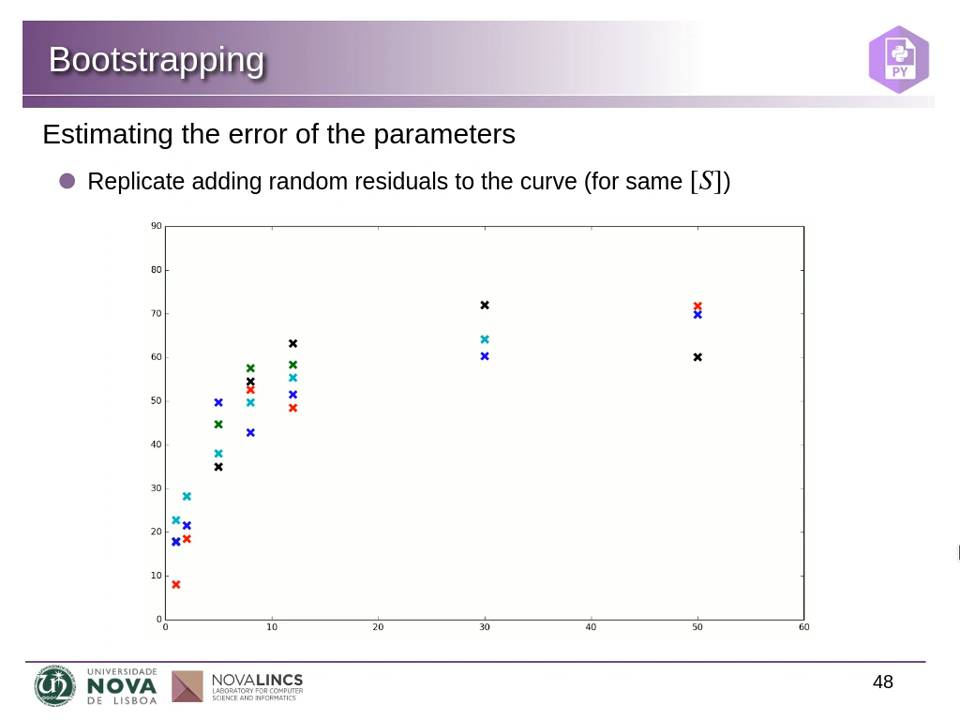 Bootstrapping
PY
Estimating the error of the parameters
Replicate adding random residuals to the curve (for same [S])
90
80
70
60
50
40
30
20
10
0
0 10 20 30 40 50 60
UNIVERSIDADE
NOVA
DE LISBOA
NOVALINCS
LABORATORY FOR COMPUTER
SCIENCE AND INFORMATICS
48